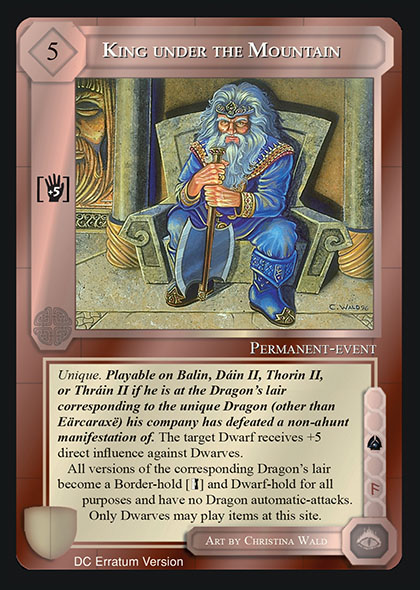 5
KING UNDER THE MOUNTAIN
+5
C. WALD 96
PERMANENT-EVENT
Unique. Playable on Balin, Dáin II, Thorin II,
or Thráin II if he is at the Dragon's lair
corresponding to the unique Dragon (other than
Eärcaraxë) his company has defeated a non-ahunt
manifestation of. The target Dwarf receives +5
direct influence against Dwarves.
All versions of the corresponding Dragon's lair
become a Border-hold [ ] and Dwarf-hold for all
purposes and have no Dragon automatic-attacks.
Only Dwarves may play items at this site.
ART BY CHRISTINA WALD
DC Erratum Version